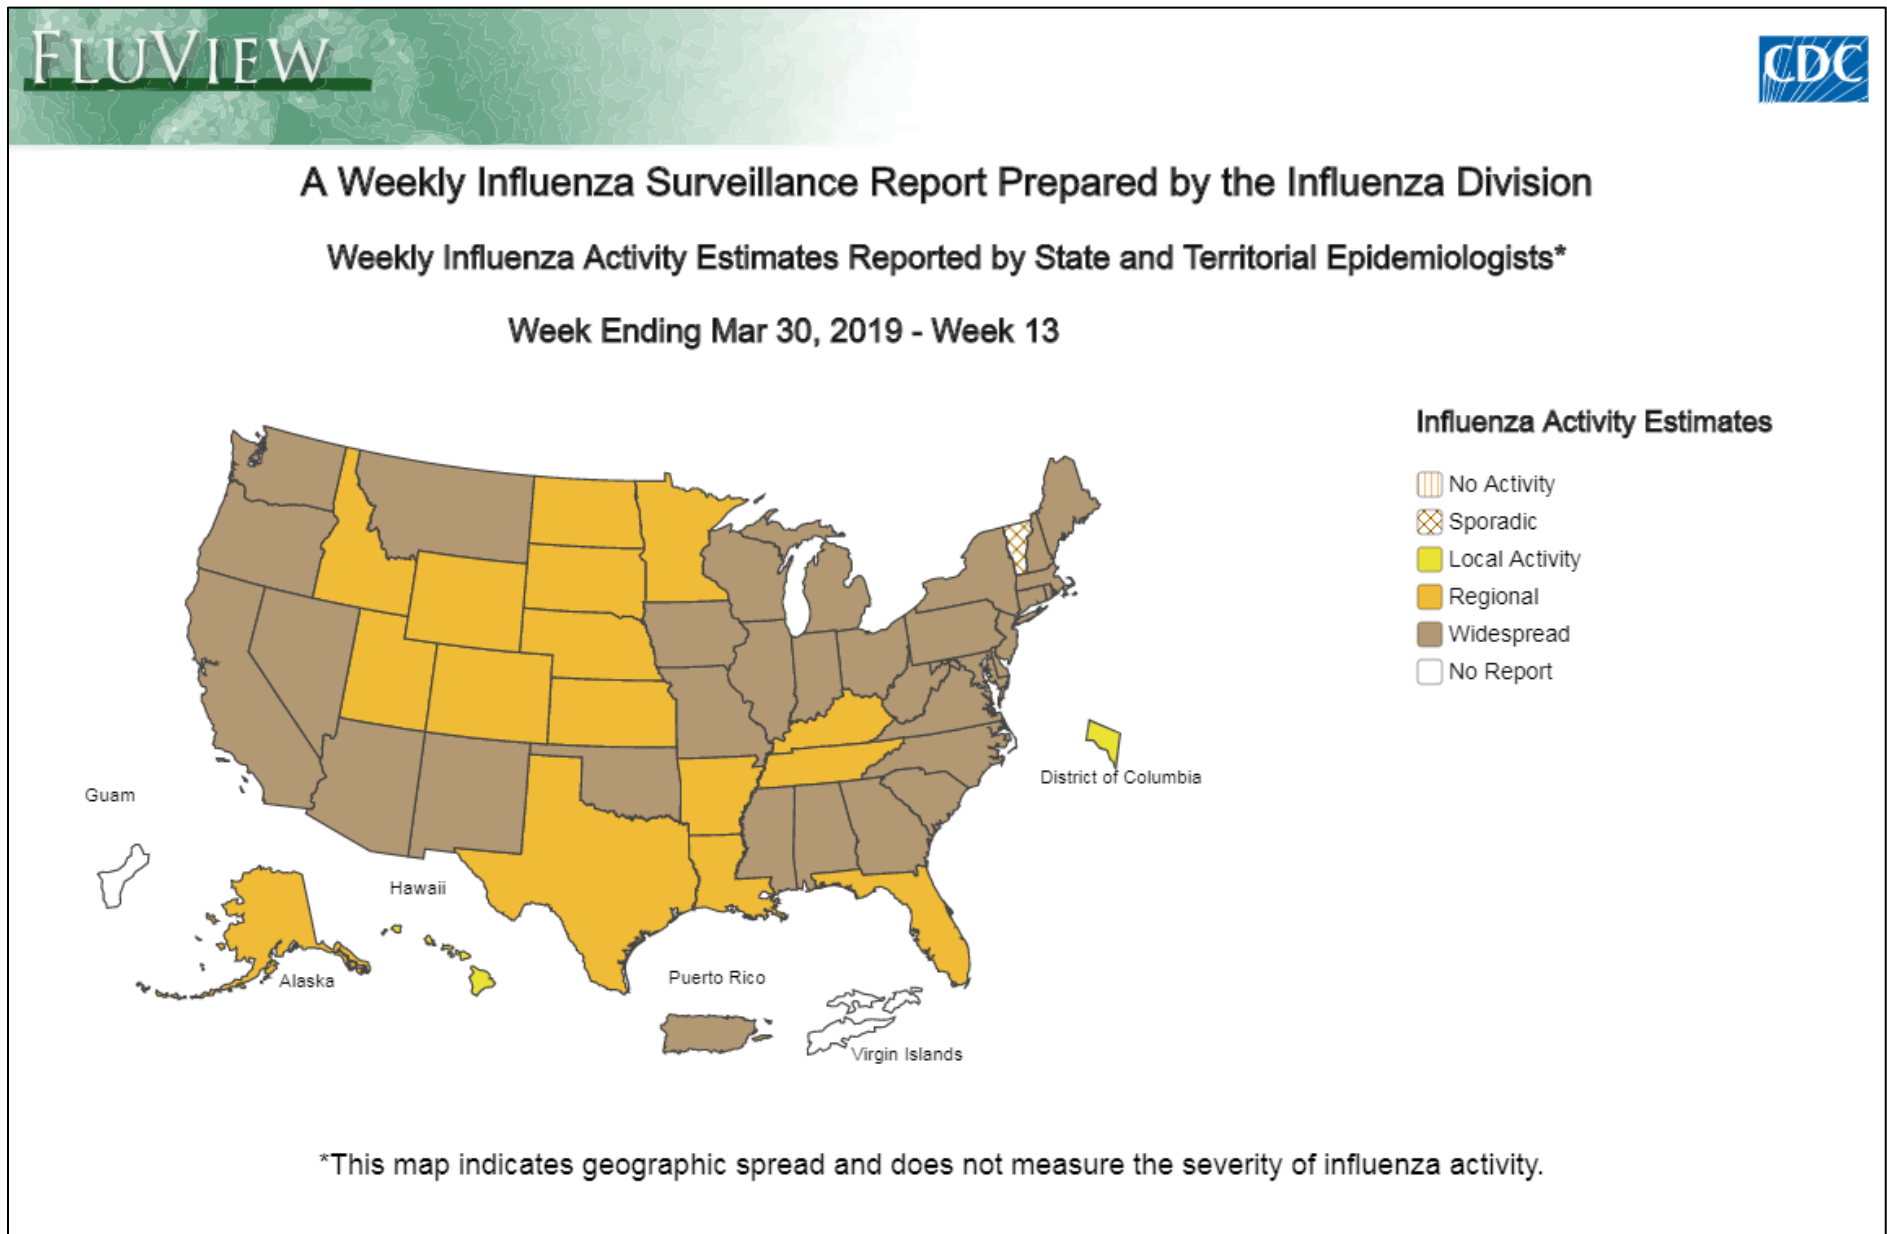 FLUVIEW
CDC
A Weekly Influenza Surveillance Report Prepared by the Influenza Division
Weekly Influenza Activity Estimates Reported by State and Territorial Epidemiologists*
Week Ending Mar 30, 2019 - Week 13
Influenza Activity Estimates
No Activity
Sporadic
Local Activity
Regional
Widespread
No Report
District of Columbia
Guam
Hawaii
Alaska
Puerto Rico
Virgin Islands
*This map indicates geographic spread and does not measure the severity of influenza activity.